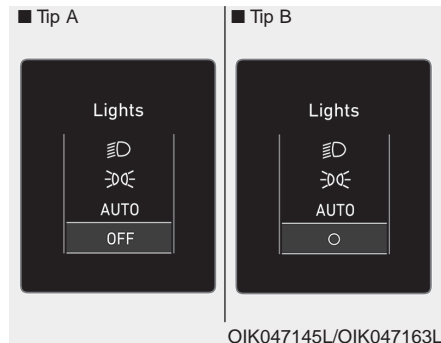 ■ Tip A
Lights
AUTO
OFF
■ Tip B
Lights
AUTO
OIK047145L/OIK047163L